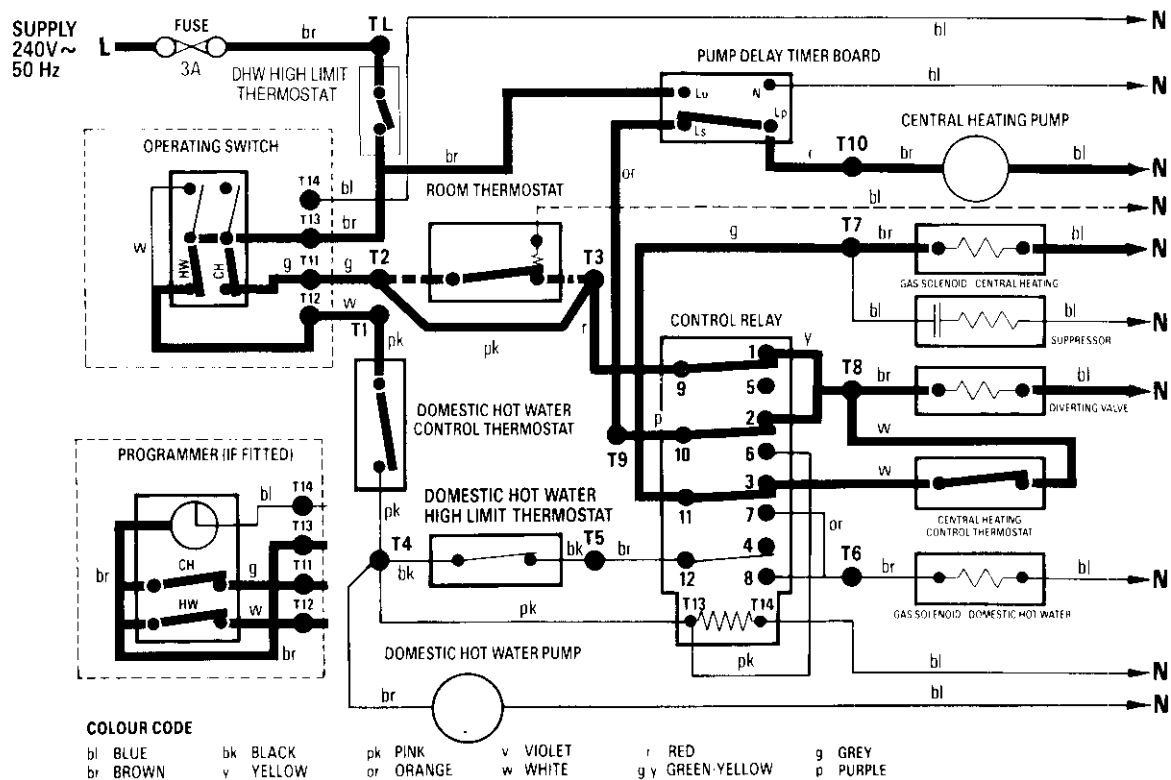 SUPPLY
240V~
50 Hz
L
FUSE
3A
br
TL
bl
N
DHW HIGH LIMIT
THERMOSTAT
PUMP DELAY TIMER BOARD
Lu
N
Ls
Lp
bl
N
OPERATING SWITCH
br
or
r
T10
br
CENTRAL HEATING PUMP
bl
N
T14
bl
ROOM THERMOSTAT
bl
N
T13
br
w
HW
CH
g
T11
g
T2
T3
g
T7
br
GAS SOLENOID CENTRAL HEATING
bl
N
T12
w
T1
pk
pk
r
CONTROL RELAY
bl
SUPPRESSOR
bl
N
1
y
9
5
T8
br
DIVERTING VALVE
bl
N
DOMESTIC HOT WATER
CONTROL THERMOSTAT
2
p
T9
10
6
w
3
w
11
7
or
CENTRAL HEATING
CONTROL THERMOSTAT
PROGRAMMER (IF FITTED)
bl
T14
T13
CH
g
T11
br
HW
w
T12
br
DOMESTIC HOT WATER
HIGH LIMIT THERMOSTAT
pk
T4
bk
bk
T5
br
4
12
8
T6
br
GAS SOLENOID DOMESTIC HOT WATER
bl
N
pk
T13
T14
pk
bl
N
DOMESTIC HOT WATER PUMP
br
bl
N
COLOUR CODE
bl BLUE bk BLACK pk PINK v VIOLET r RED g GREY
br BROWN y YELLOW or ORANGE w WHITE g y GREEN-YELLOW p PURPLE